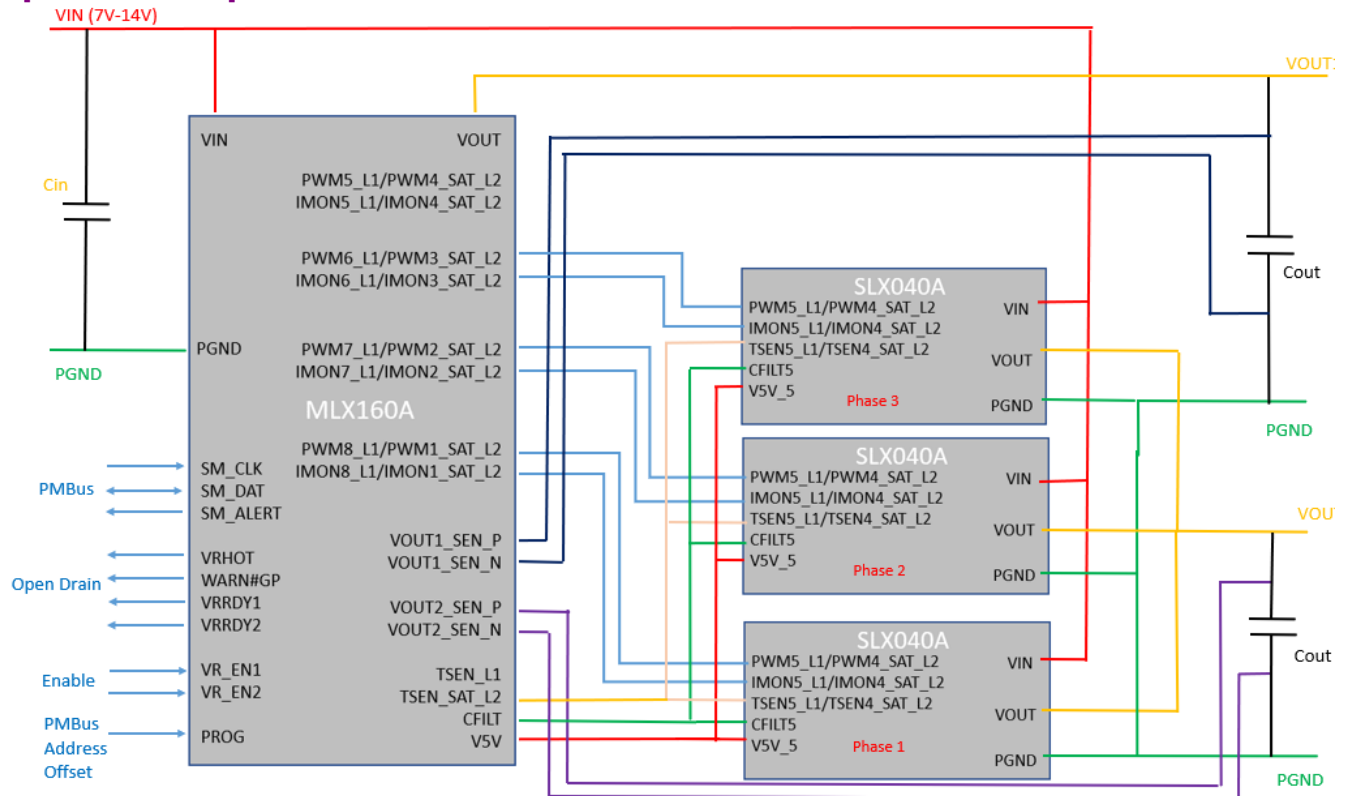 VIN (7V-14V)
VOUT:
Cin
VIN
VOUT
PWM5_L1/PWM4_SAT_L2
IMON5_L1/IMON4_SAT_L2
PWM6_L1/PWM3_SAT_L2
IMON6_L1/IMON3_SAT_L2
PGND
PWM7_L1/PWM2_SAT_L2
IMON7_L1/IMON2_SAT_L2
MLX160A
PWM8_L1/PWM1_SAT_L2
IMON8_L1/IMON1_SAT_L2
SM_CLK
SM_DAT
SM_ALERT
VOUT1_SEN_P
VOUT1_SEN_N
VRHOT
WARN#GP
VRRDY1
VRRDY2
VOUT2_SEN_P
VOUT2_SEN_N
VR_EN1
VR_EN2
TSEN_L1
TSEN_SAT_L2
CFILT
V5V
PROG
PGND
PMBus
Open Drain
Enable
PMBus
Address
Offset
SLX040A
PWM5_L1/PWM4_SAT_L2
IMON5_L1/IMON4_SAT_L2
TSEN5_L1/TSEN4_SAT_L2
CFILT5
V5V_5
Phase 3
VIN
VOUT
PGND
SLX040A
PWM5_L1/PWM4_SAT_L2
IMON5_L1/IMON4_SAT_L2
TSEN5_L1/TSEN4_SAT_L2
CFILT5
V5V_5
Phase 2
VIN
VOUT
PGND
SLX040A
PWM5_L1/PWM4_SAT_L2
IMON5_L1/IMON4_SAT_L2
TSEN5_L1/TSEN4_SAT_L2
CFILT5
V5V_5
Phase 1
VIN
VOUT
PGND
Cout
PGND
VOU
Cout
PGND